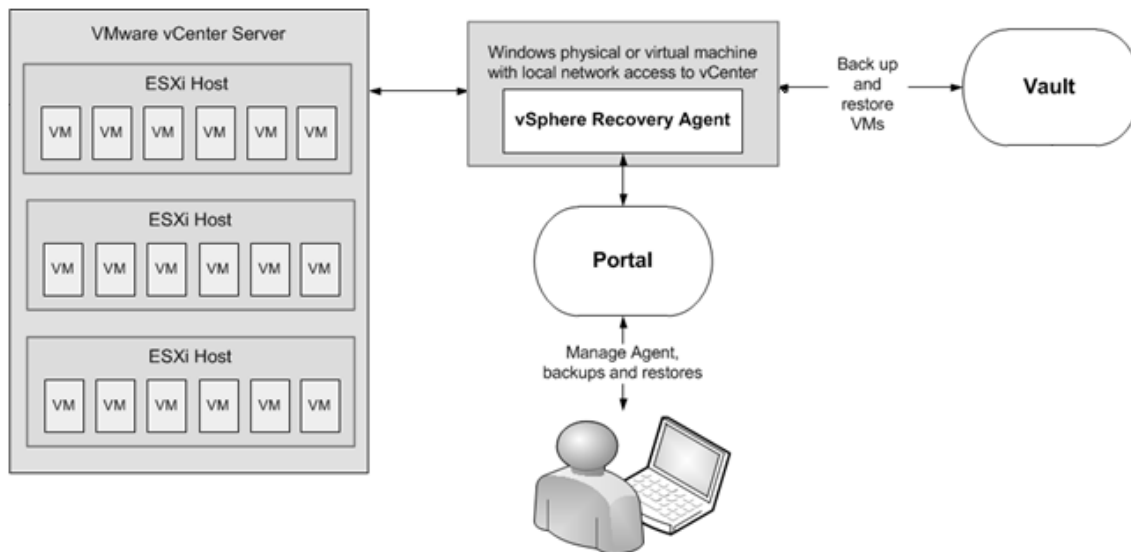 VMware vCenter Server
ESXi Host
VM VM VM VM VM VM
ESXi Host
VM VM VM VM VM VM
ESXi Host
VM VM VM VM VM VM
Windows physical or virtual machine
with local network access to vCenter
vSphere Recovery Agent
Back up
and
restore
VMs
Vault
Portal
Manage Agent,
backups and restores